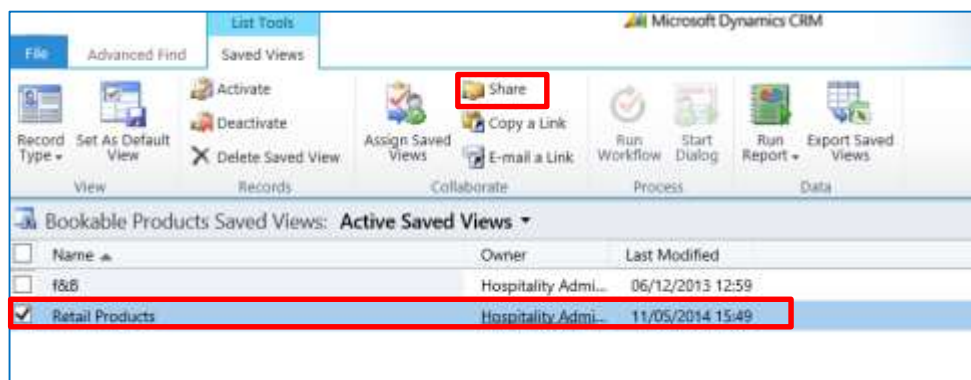 List Tools
Microsoft Dynamics CRM
File Advanced Find Saved Views
Record Type
Set As Default View
Activate
Deactivate
Delete Saved View
Assign Saved Views
Share
Copy a Link
E-mail a Link
Run Workflow
Start Dialog
Run Report
Export Saved Views
View Records Collaborate Process Data
Bookable Products Saved Views: Active Saved Views
Name Owner Last Modified
f&B Hospitality Admi... 06/12/2013 12:59
Retail Products Hospitality Admi... 11/05/2014 15:49